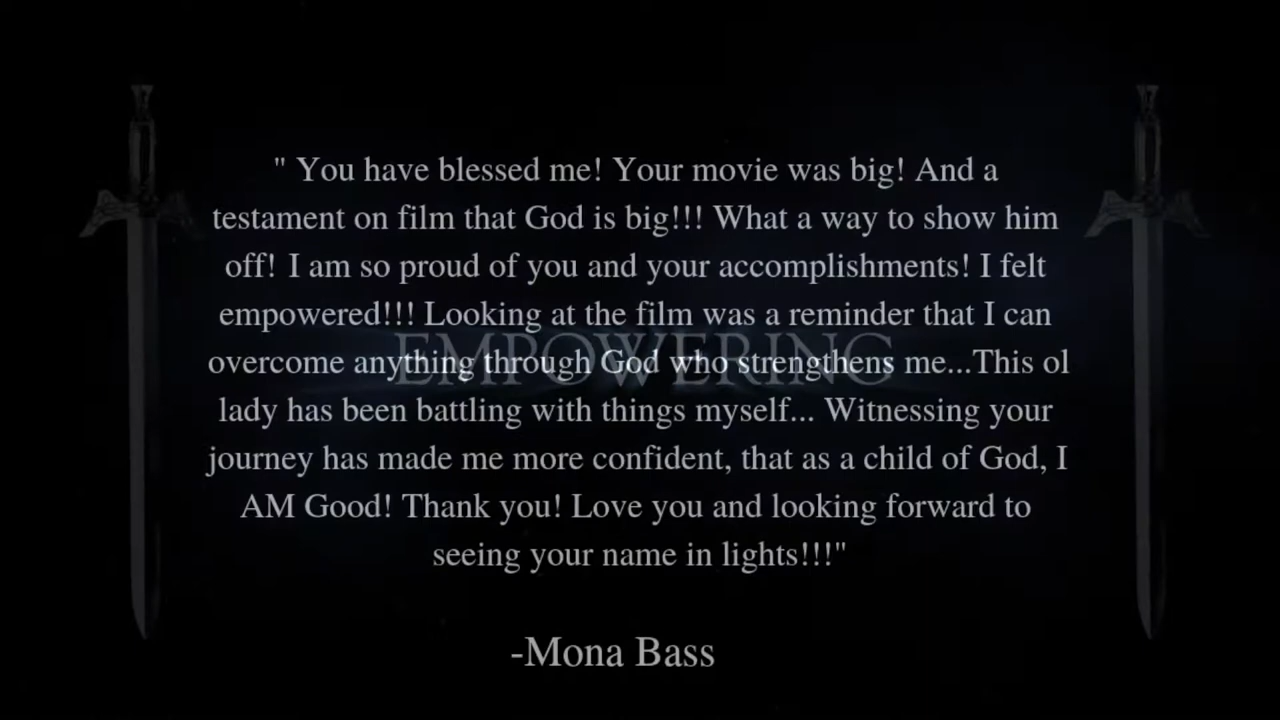 " You have blessed me! Your movie was big! And a
testament on film that God is big!!! What a way to show him
off! I am so proud of you and your accomplishments! I felt
empowered!!! Looking at the film was a reminder that I can
EMPOWERING
overcome anything through God who strengthens me...This ol
lady has been battling with things myself... Witnessing your
journey has made me more confident, that as a child of God, I
AM Good! Thank you! Love you and looking forward to
seeing your name in lights!!!"
-Mona Bass